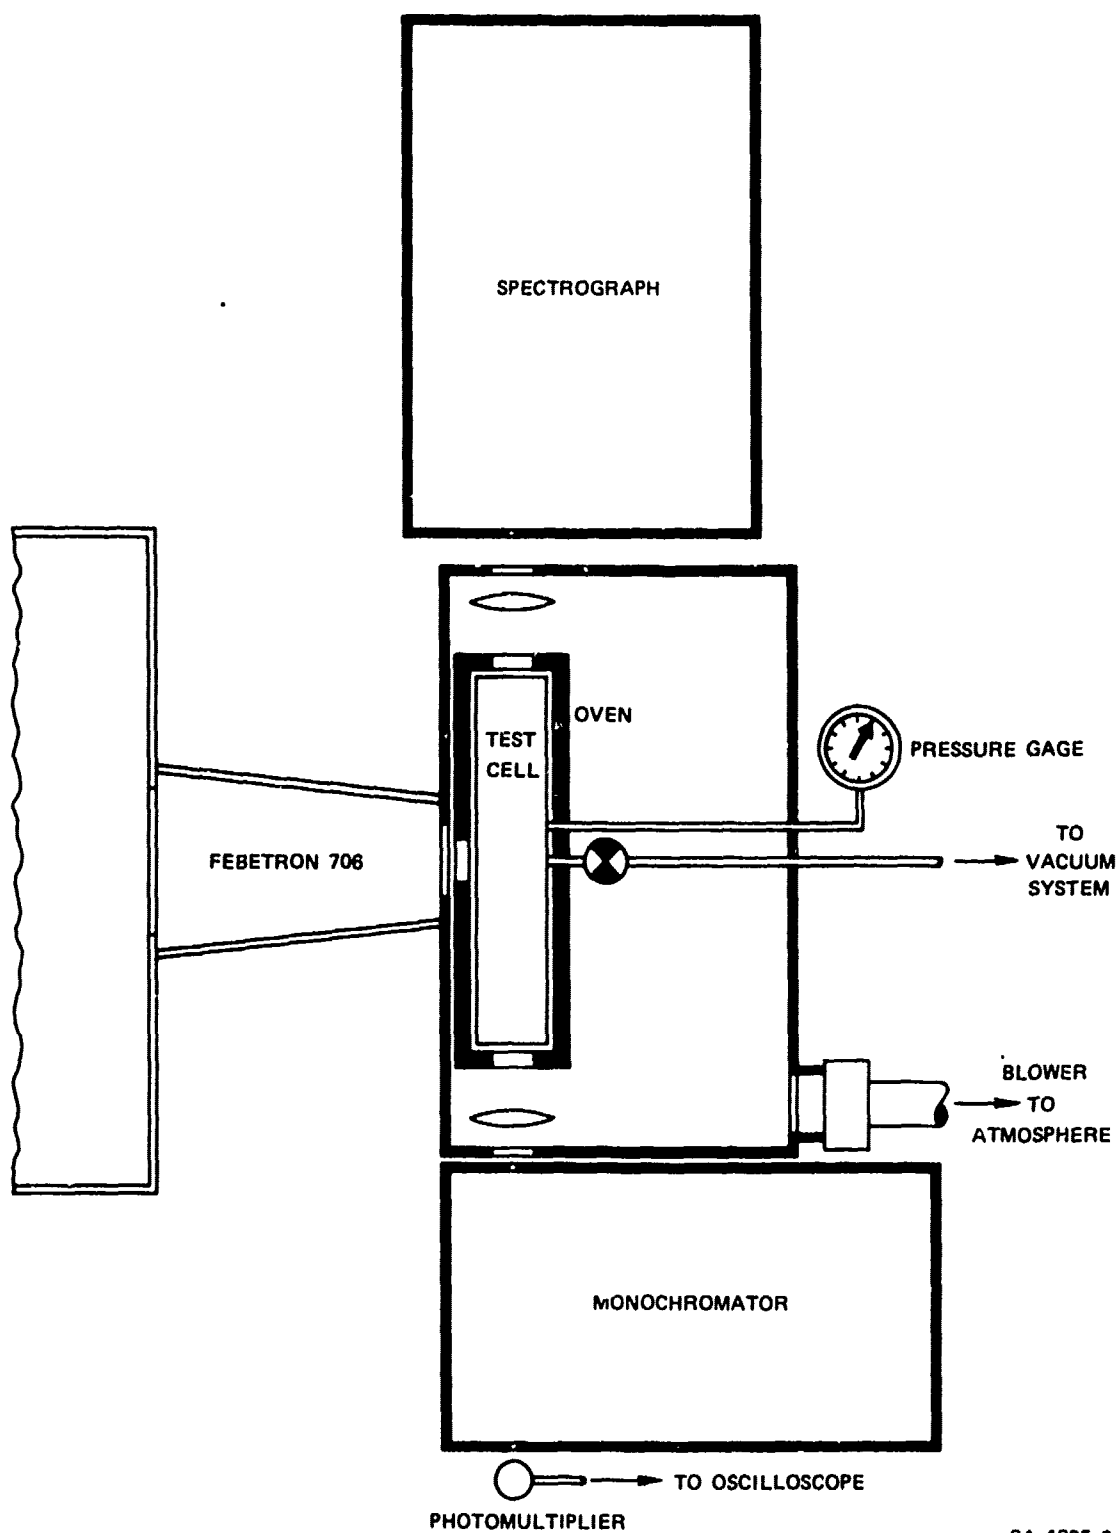 SPECTROGRAPH
OVEN
TEST
CELL
PRESSURE GAGE
FEBETRON 706
TO
VACUUM
SYSTEM
BLOWER
TO
ATMOSPHERE
MONOCHROMATOR
TO OSCILLOSCOPE
PHOTOMULTIPLIER